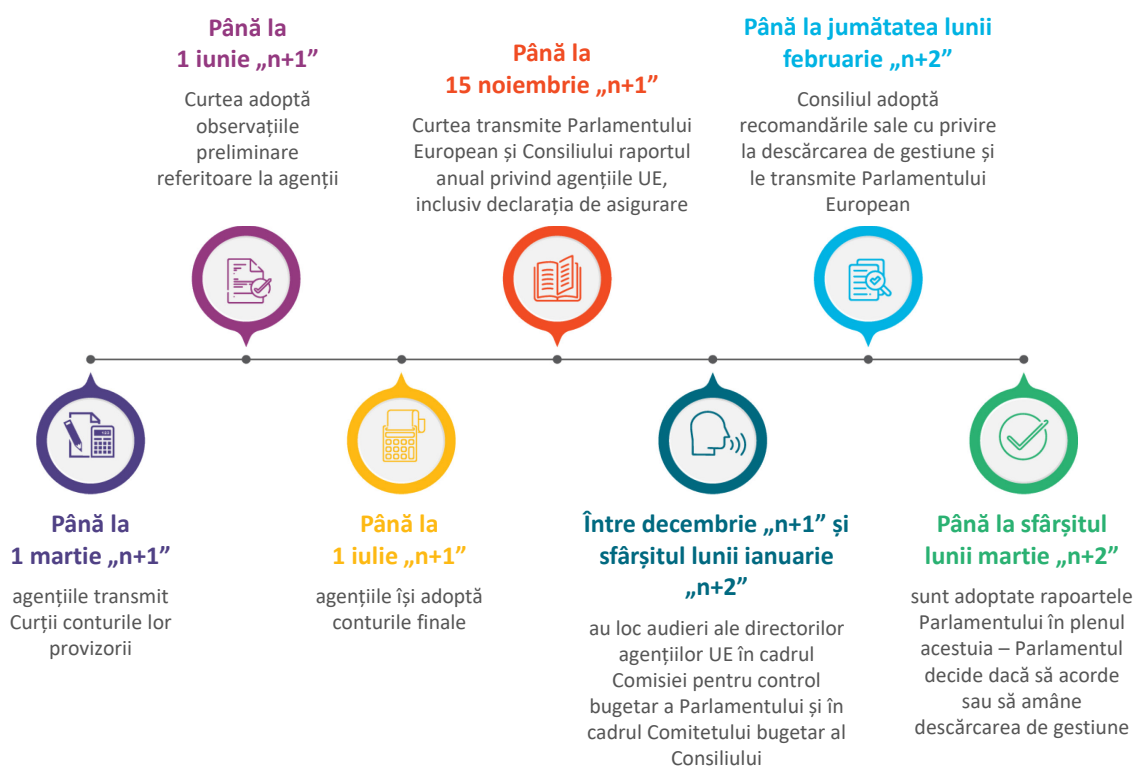 Până la
1 iunie „n+1”
Curtea adoptă
observațiile
preliminare
referitoare la agenții
Până la
15 noiembrie „n+1”
Curtea transmite Parlamentului
European și Consiliului raportul
anual privind agențiile UE,
inclusiv declarația de asigurare
Până la jumătatea lunii
februarie „n+2”
Consiliul adoptă
recomandările sale cu privire
la descărcarea de gestiune și
le transmite Parlamentului
European
Până la
1 martie „n+1”
agențiile transmit
Curții conturile lor
provizorii
Până la
1 iulie „n+1”
agențiile își adoptă
conturile finale
Între decembrie „n+1” și
sfârșitul lunii ianuarie
„n+2”
au loc audieri ale directorilor
agențiilor UE în cadrul
Comisiei pentru control
bugetar a Parlamentului și în
cadrul Comitetului bugetar al
Consiliului
Până la sfârșitul
lunii martie „n+2”
sunt adoptate rapoartele
Parlamentului în plenul
acestuia – Parlamentul
decide dacă să acorde
sau să amâne
descărcarea de gestiune